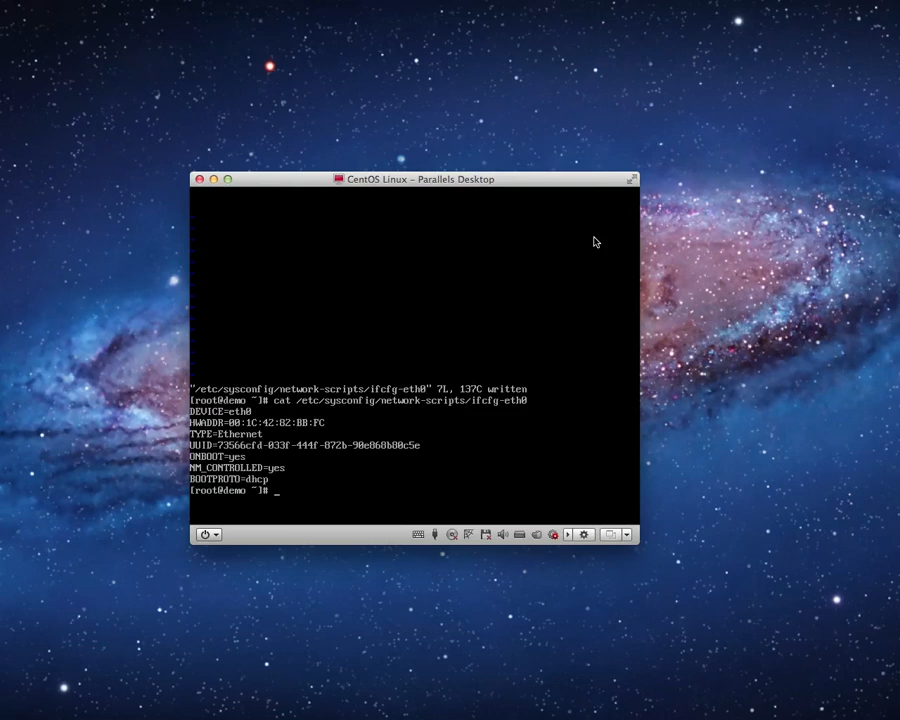 CentOS Linux – Parallels Desktop
"/etc/sysconfig/network-scripts/ifcfg-eth0" 7L, 137C written
[root@demo ~]# cat /etc/sysconfig/network-scripts/ifcfg-eth0
DEVICE=eth0
HWADDR=00:1C:42:82:BB:FC
TYPE=Ethernet
UUID=73566cfd-033f-444f-872b-90e868b80c5e
ONBOOT=yes
NM_CONTROLLED=yes
BOOTPROTO=dhcp
[root@demo ~]# _